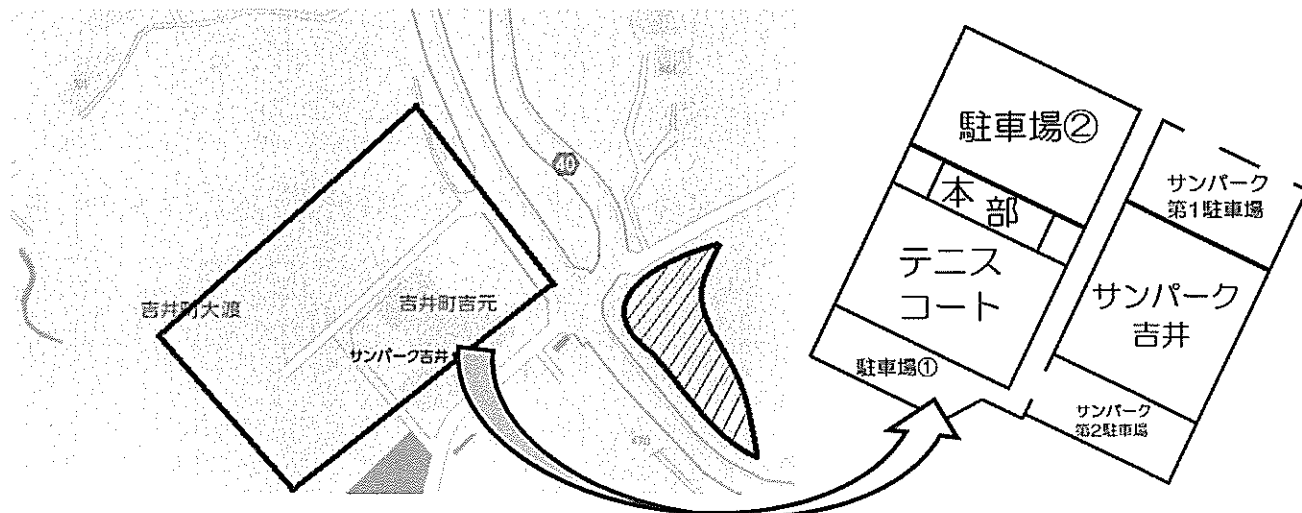 40
吉井町大渡
吉井町吉元
サンパーク吉井
駐車場②
本部
テニス
コート
駐車場①
サンパーク
第1駐車場
サンパーク
吉井
サンパーク
第2駐車場